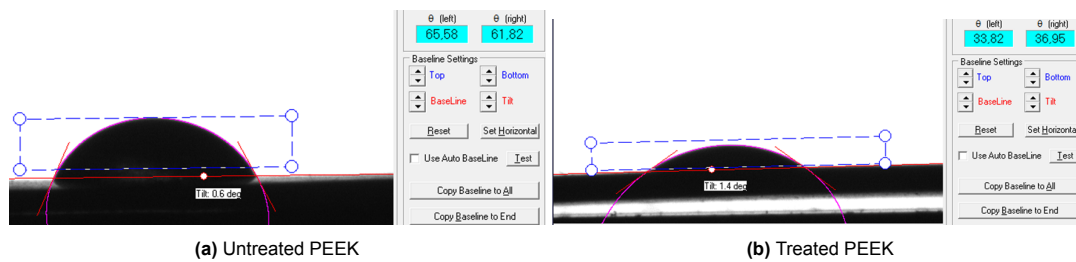 θ (left) θ (right)
65,58 61,82
Baseline Settings
Top Bottom
BaseLine Tilt
Reset Set Horizontal
Use Auto BaseLine Test
Copy Baseline to All
Copy Baseline to End
Tilt: 0.6 deg
(a) Untreated PEEK
θ (left) θ (right)
33,82 36,95
Baseline Settings
Top Bottom
BaseLine Tilt
Reset Set Horizontal
Use Auto BaseLine Test
Copy Baseline to All
Copy Baseline to End
Tilt: 1.4 deg
(b) Treated PEEK